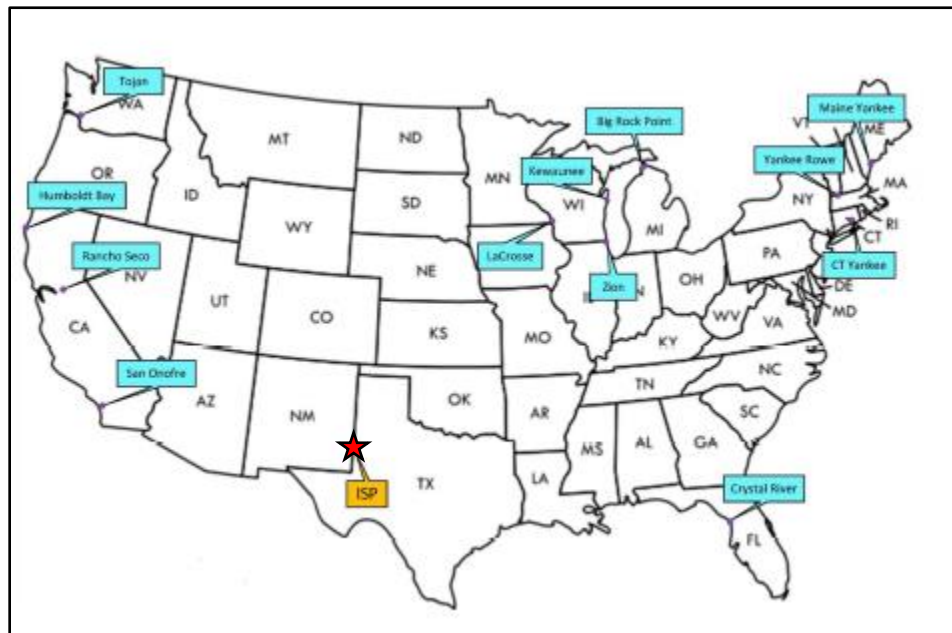 Tojan
WA
MT
ND
MN
Big Rock Point
Maine Yankee
VT
ME
Yankee Rowe
Kewaunee
OR
ID
SD
WI
NY
MA
Humboldt Bay
WY
MI
RI
CT
Rancho Seco
NV
NE
LaCrosse
Zion
PA
CT Yankee
OH
DE
MD
UT
CO
KS
MO
WV
VA
CA
KY
San Onofre
NC
AZ
NM
OK
TN
AR
SC
MS
AL
GA
TX
LA
ISP
Crystal River
FL